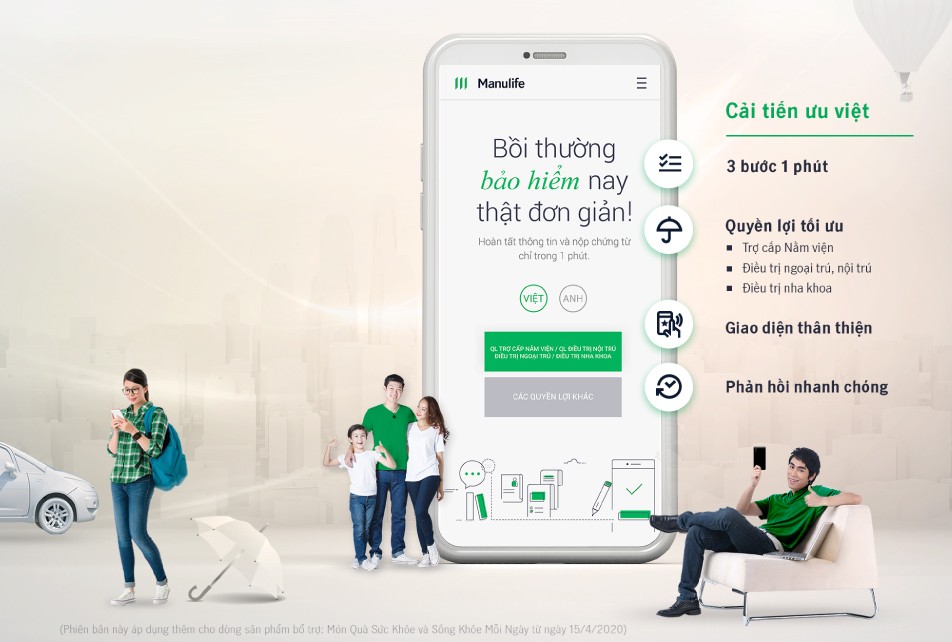 Manulife
Bồi thường
bảo hiểm nay
thật đơn giản!
Hoàn tất thông tin và nộp chứng từ
chỉ trong 1 phút.
VIỆT ANH
QL TRỢ CẤP NẰM VIỆN / QL ĐIỀU TRỊ NỘI TRÚ
ĐIỀU TRỊ NGOẠI TRÚ / ĐIỀU TRỊ NHA KHOA
CÁC QUYỀN LỢI KHÁC
Cải tiến ưu việt
3 bước 1 phút
Quyền lợi tối ưu
Trợ cấp Nằm viện
Điều trị ngoại trú, nội trú
Điều trị nha khoa
Giao diện thân thiện
Phản hồi nhanh chóng
(Phiên bản này áp dụng thêm cho dòng sản phẩm bổ trợ: Món Quà Sức Khỏe và Sống Khỏe Mỗi Ngày từ ngày 15/4/2020)